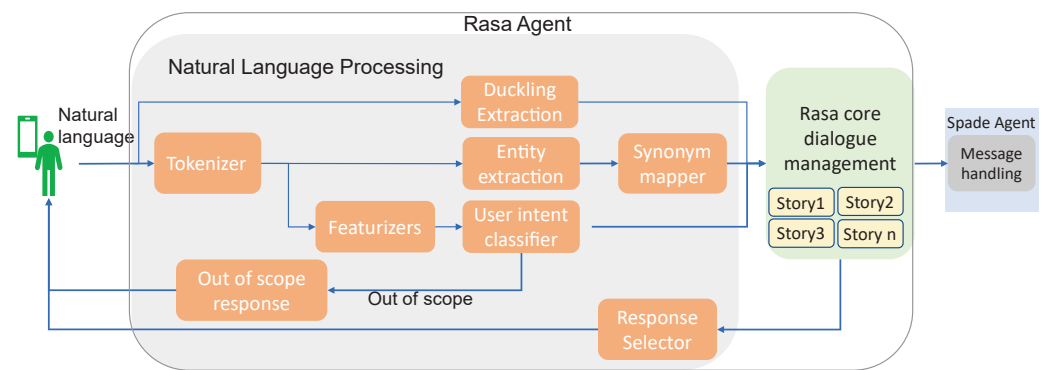 Rasa Agent
Natural Language Processing
Natural
language
Duckling
Extraction
Tokenizer
Entity
extraction
Synonym
mapper
Featurizers
User intent
classifier
Out of scope
response
Out of scope
Response
Selector
Rasa core
dialogue
management
Story1
Story2
Story3
Story n
Spade Agent
Message
handling